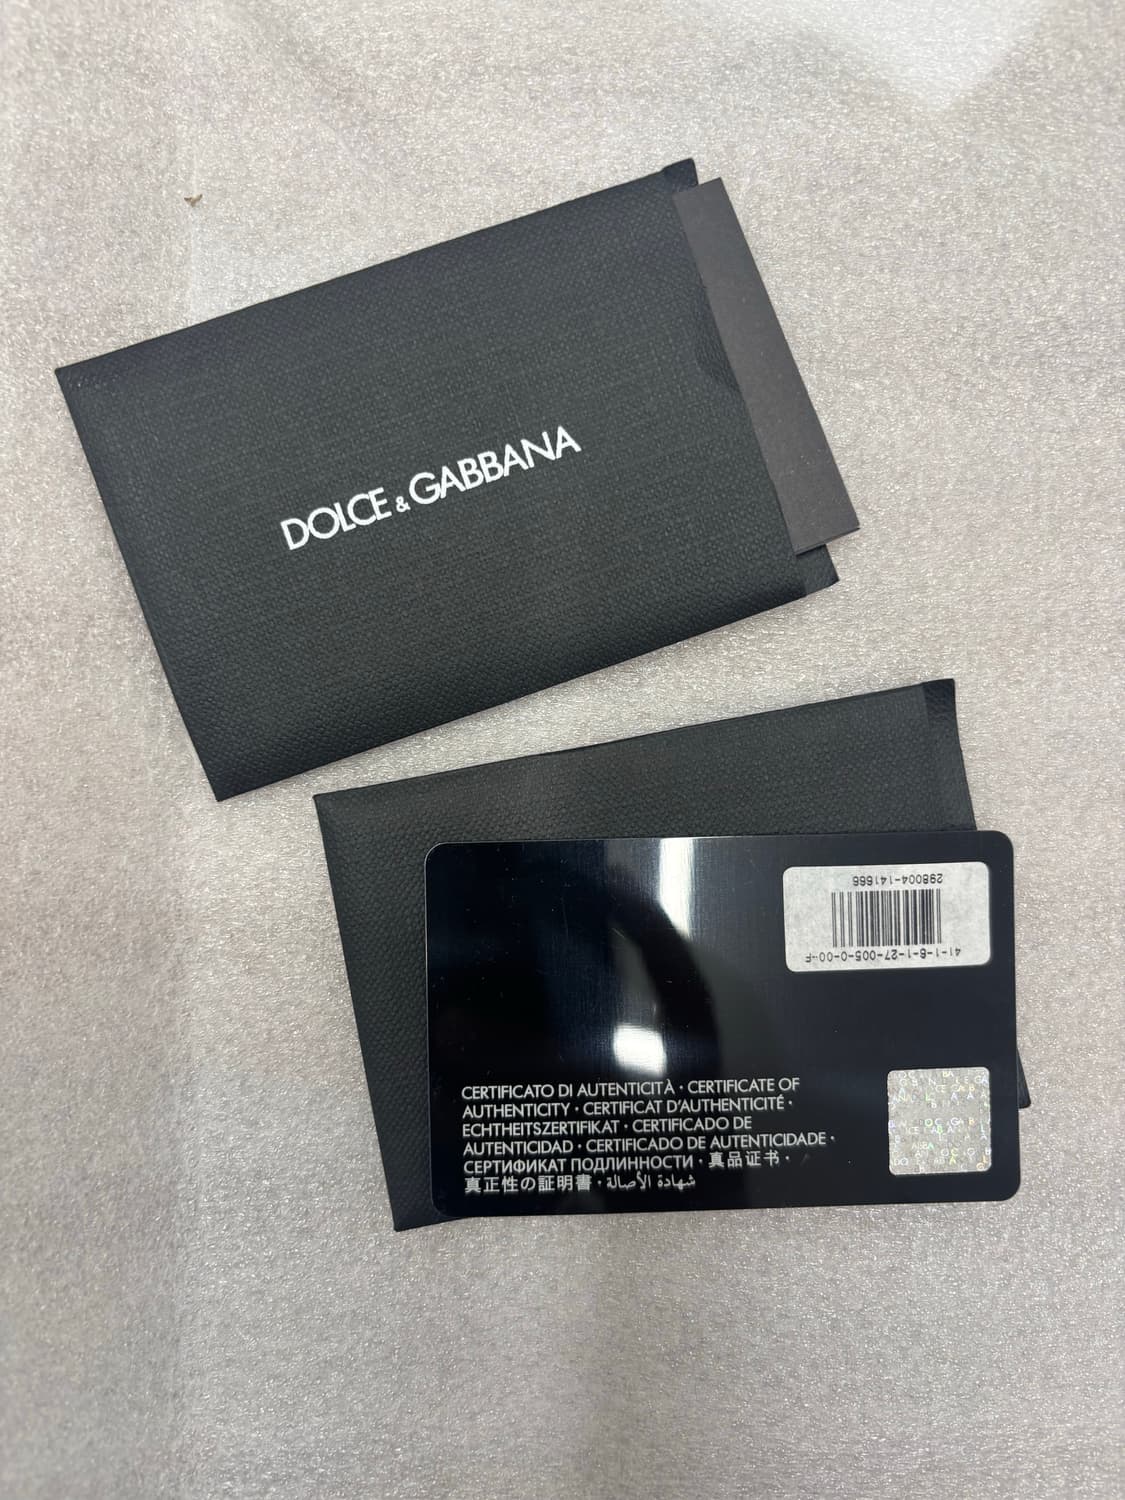 DOLCE & GABBANA
298004-141666
41-1-6-1-27-005-0-00-F
CERTIFICATO DI AUTENTICITÀ · CERTIFICATE OF
AUTHENTICITY · CERTIFICAT D'AUTHENTICITÉ ·
ECHTHEITSZERTIFIKAT · CERTIFICADO DE
AUTENTICIDAD · CERTIFICADO DE AUTENTICIDADE ·
СЕРТИФИКАТ ПОДЛИННОСТИ · 真品证书 ·
真正性の証明書 · شهادة الأصالة